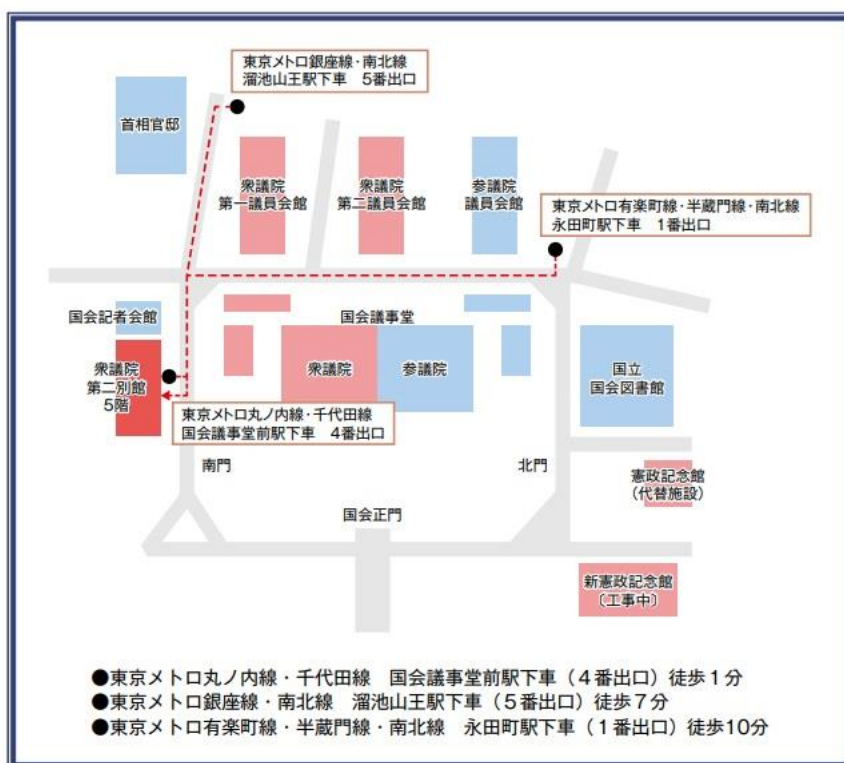 東京メトロ銀座線・南北線
溜池山王駅下車　5番出口
首相官邸
衆議院
第一議員会館
衆議院
第二議員会館
参議院
議員会館
東京メトロ有楽町線・半蔵門線・南北線
永田町駅下車　1番出口
国会記者会館
国会議事堂
衆議院
第二別館
5階
衆議院
参議院
国立
国会図書館
東京メトロ丸ノ内線・千代田線
国会議事堂前駅下車　4番出口
南門
北門
憲政記念館
（代替施設）
国会正門
新憲政記念館
〔工事中〕
●東京メトロ丸ノ内線・千代田線　国会議事堂前駅下車（４番出口）徒歩１分
●東京メトロ銀座線・南北線　溜池山王駅下車（５番出口）徒歩７分
●東京メトロ有楽町線・半蔵門線・南北線　永田町駅下車（１番出口）徒歩10分